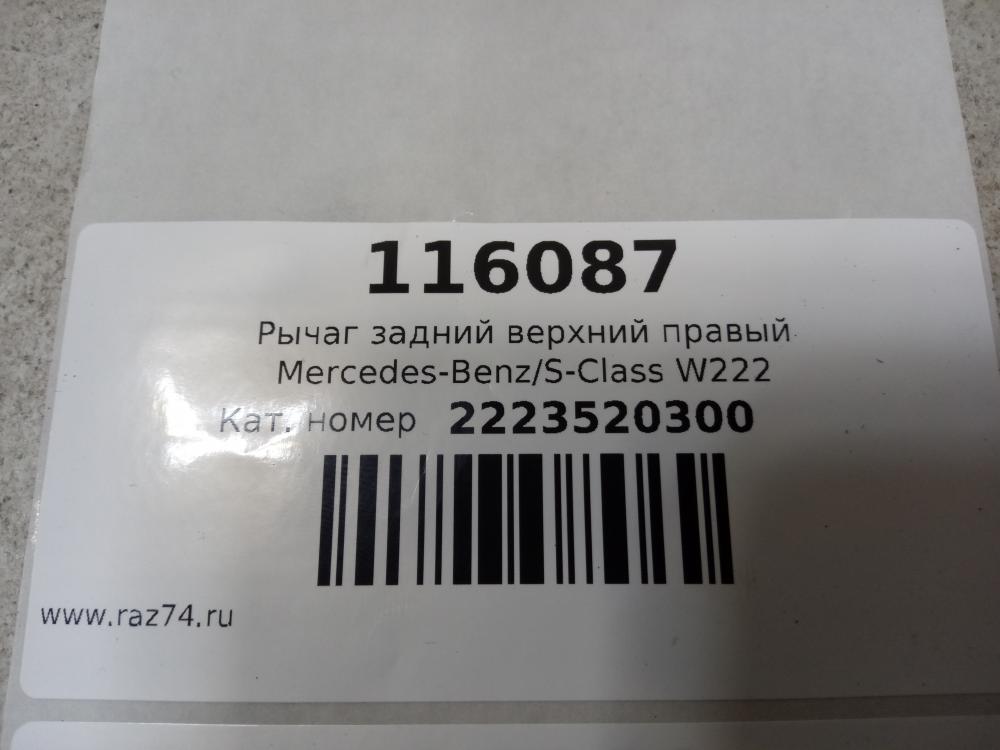 116087
Рычаг задний верхний правый
Mercedes-Benz/S-Class W222
Кат. номер 2223520300
www.raz74.ru